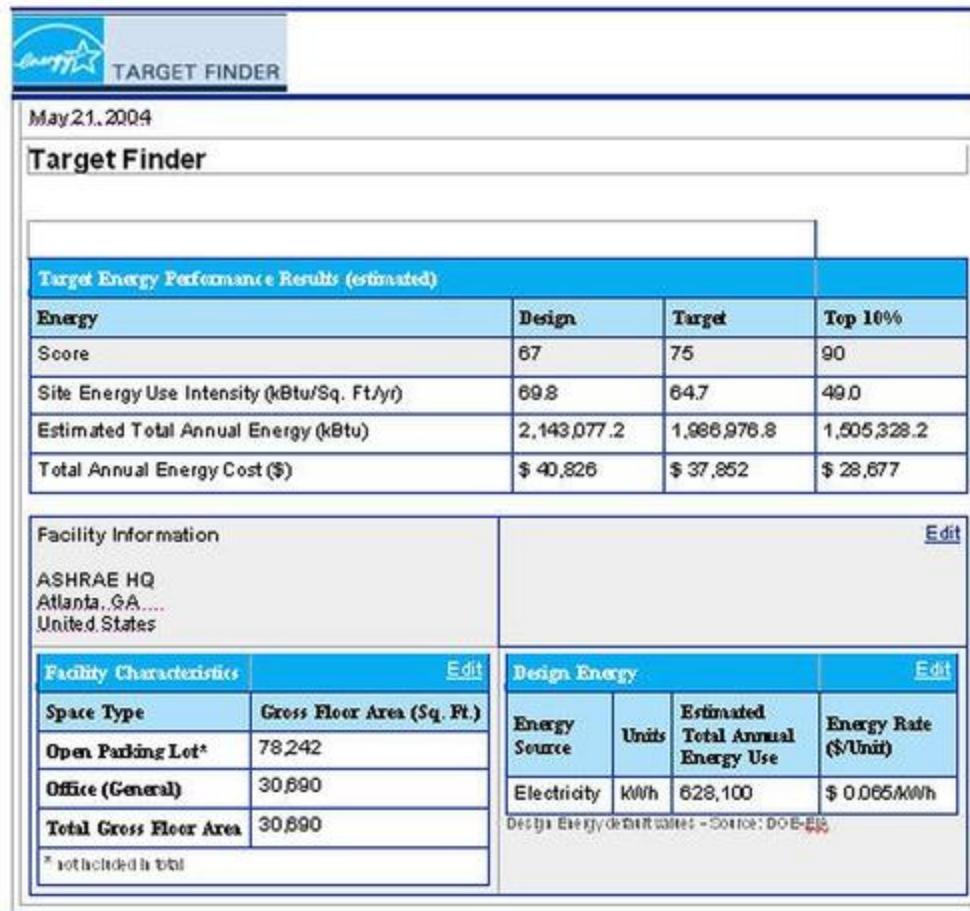 energy TARGET FINDER
May 21, 2004
Target Finder
Target Energy Performance Results (estimated)
Energy Design Target Top 10%
Score 67 75 90
Site Energy Use Intensity (kBtu/Sq. Ft./yr) 69.8 64.7 49.0
Estimated Total Annual Energy (kBtu) 2,143,077.2 1,986,976.8 1,505,328.2
Total Annual Energy Cost ($) $ 40,826 $ 37,852 $ 28,677
Facility Information Edit
ASHRAE HQ
Atlanta, GA
United States
Facility Characteristics Edit
Space Type Gross Floor Area (Sq. Ft.)
Open Parking Lot* 78,242
Office (General) 30,690
Total Gross Floor Area 30,690
* not included in total
Design Energy Edit
Energy Source Units Estimated Total Annual Energy Use Energy Rate ($/Unit)
Electricity kWh 628,100 $ 0.065/kWh
Design Energy default values - Source: DOE-EIA